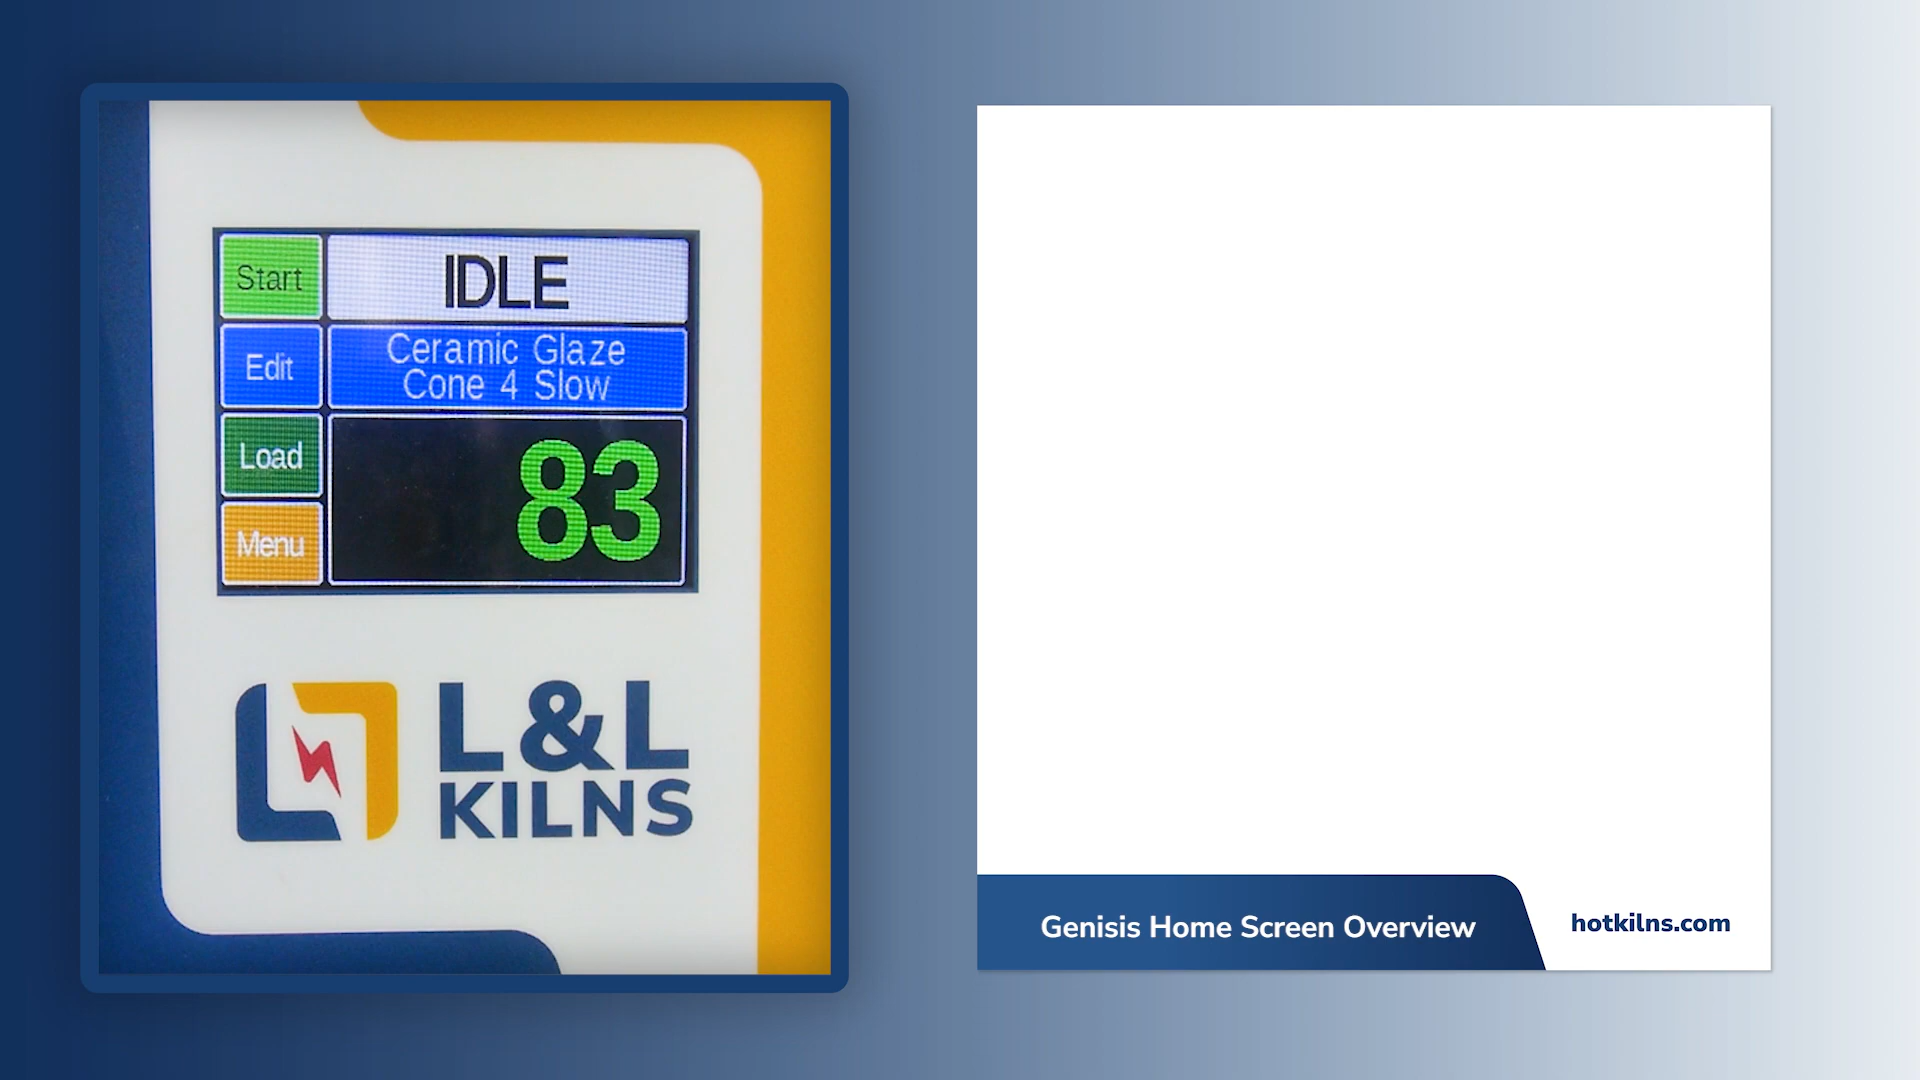 Start
IDLE
Edit
Ceramic Glaze
Cone 4 Slow
Load
83
Menu
L&L
KILNS
Genisis Home Screen Overview
hotkilns.com